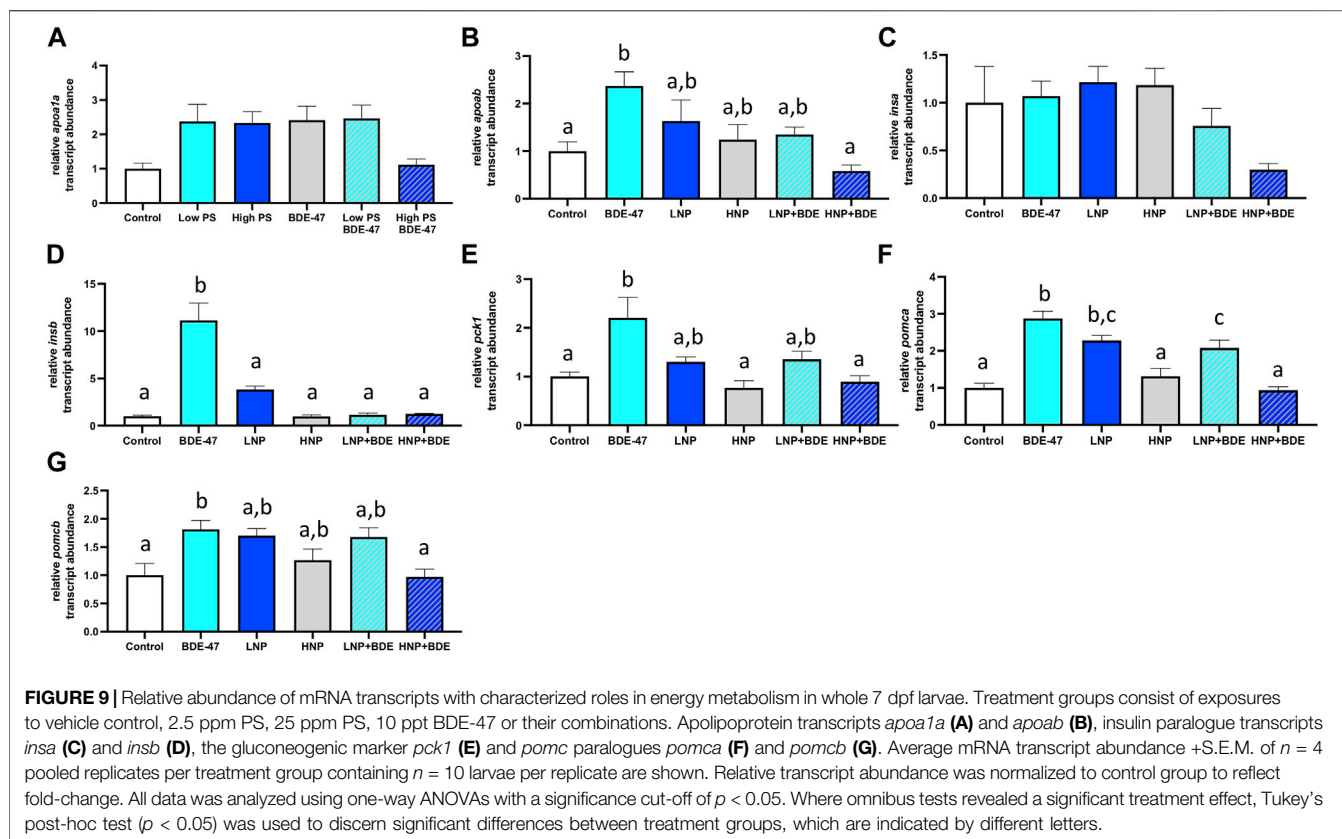 A
relative apoa1a
transcript abundance
4
3
2
1
0
Control
Low PS
High PS
BDE-47
Low PS
BDE-47
High PS
BDE-47
B
relative apoab
transcript abundance
3
2
1
0
a
b
a,b
a,b
a,b
a
Control
BDE-47
LNP
HNP
LNP+BDE
HNP+BDE
C
relative insa
transcript abundance
1.5
1.0
0.5
0.0
Control
BDE-47
LNP
HNP
LNP+BDE
HNP+BDE
D
relative insb
transcript abundance
15
10
5
0
a
b
a
a
a
a
Control
BDE-47
LNP
HNP
LNP+BDE
HNP+BDE
E
relative pck1
transcript abundance
3
2
1
0
a
b
a,b
a
a,b
a
Control
BDE-47
LNP
HNP
LNP+BDE
HNP+BDE
F
relative pomca
transcript abundance
4
3
2
1
0
a
b
b,c
a
c
a
Control
BDE-47
LNP
HNP
LNP+BDE
HNP+BDE
G
relative pomcb
transcript abundance
2.5
2.0
1.5
1.0
0.5
0.0
a
b
a,b
a,b
a,b
a
Control
BDE-47
LNP
HNP
LNP+BDE
HNP+BDE
FIGURE 9 | Relative abundance of mRNA transcripts with characterized roles in energy metabolism in whole 7 dpf larvae. Treatment groups consist of exposures
to vehicle control, 2.5 ppm PS, 25 ppm PS, 10 ppt BDE-47 or their combinations. Apolipoprotein transcripts apoa1a (A) and apoab (B), insulin paralogue transcripts
insa (C) and insb (D), the gluconeogenic marker pck1 (E) and pomc paralogues pomca (F) and pomcb (G). Average mRNA transcript abundance +S.E.M. of n = 4
pooled replicates per treatment group containing n = 10 larvae per replicate are shown. Relative transcript abundance was normalized to control group to reflect
fold-change. All data was analyzed using one-way ANOVAs with a significance cut-off of p < 0.05. Where omnibus tests revealed a significant treatment effect, Tukey's
post-hoc test (p < 0.05) was used to discern significant differences between treatment groups, which are indicated by different letters.